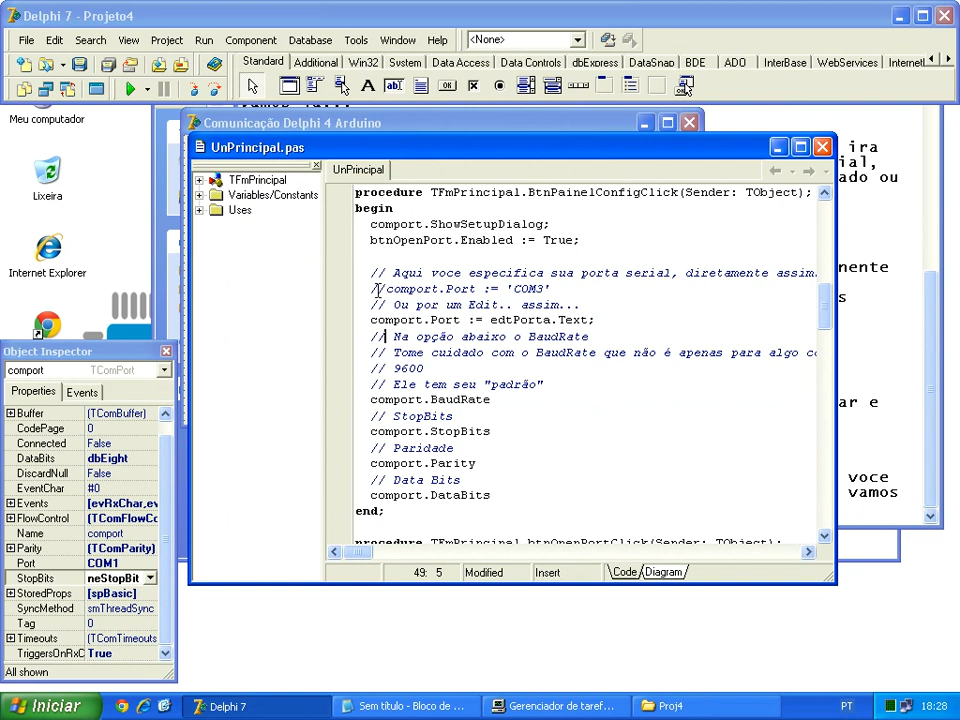 Delphi 7 - Projeto4
File Edit Search View Project Run Component Database Tools Window Help <None>
Standard Additional Win32 System Data Access Data Controls dbExpress DataSnap BDE ADO InterBase WebServices Internet
Meu computador
Lixeira
Internet Explorer
Comunicação Delphi 4 Arduino
UnPrincipal.pas
UnPrincipal
TFmPrincipal
Variables/Constants
Uses
procedure TFmPrincipal.BtnPainelConfigClick(Sender: TObject);
begin
comport.ShowSetupDialog;
btnOpenPort.Enabled := True;
// Aqui voce especifica sua porta serial, diretamente assim.
//comport.Port := 'COM3'
// Ou por um Edit.. assim...
comport.Port := edtPorta.Text;
// Na opção abaixo o BaudRate
// Tome cuidado com o BaudRate que não é apenas para algo co
// 9600
// Ele tem seu "padrão"
comport.BaudRate
// StopBits
comport.StopBits
// Paridade
comport.Parity
// Data Bits
comport.DataBits
end;
procedure TFmPrincipal.btnOpenPortClick(Sender: TObject);
49: 5 Modified Insert Code Diagram
ira
ial,
ado ou
nente
s
ar e
voce
vamos
Object Inspector
comport TComPort
Properties Events
Buffer (TComBuffer)
CodePage 0
Connected False
DataBits dbEight
DiscardNull False
EventChar #0
Events [evRxChar,ev
FlowControl (TComFlowCo
Name comport
Parity (TComParity)
Port COM1
StopBits neStopBit
StoredProps [spBasic]
SyncMethod smThreadSync
Tag 0
Timeouts (TComTimeouts
TriggersOnRxC True
All shown
Iniciar Delphi 7 Sem título - Bloco de ... Gerenciador de taref... Proj4 PT 18:28